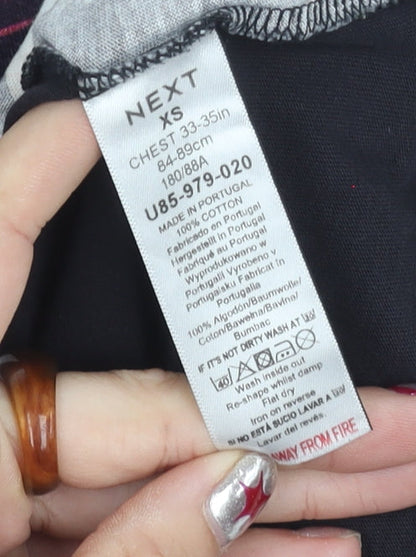 NEXT
XS
CHEST 33-35in
84-89cm
180/88A
U85-979-020
MADE IN PORTUGAL
100% COTTON
Fabricado en Portugal
Hergestellt in Portugal
Fabriqué au Portugal
Wyprodukowano w
Portugalii Vyrobeno v
Portugalsku Fabricat în
Portugalia
100% Algodón/Baumwolle/
Coton/Bawełna/Bavlna/
Bumbac
IF IT'S NOT DIRTY WASH AT 30
40
Wash inside out
Re-shape whilst damp
Flat dry
Iron on reverse
SI NO ESTÁ SUCIO LAVAR A 30
Lavar del revés.
AWAY FROM FIRE